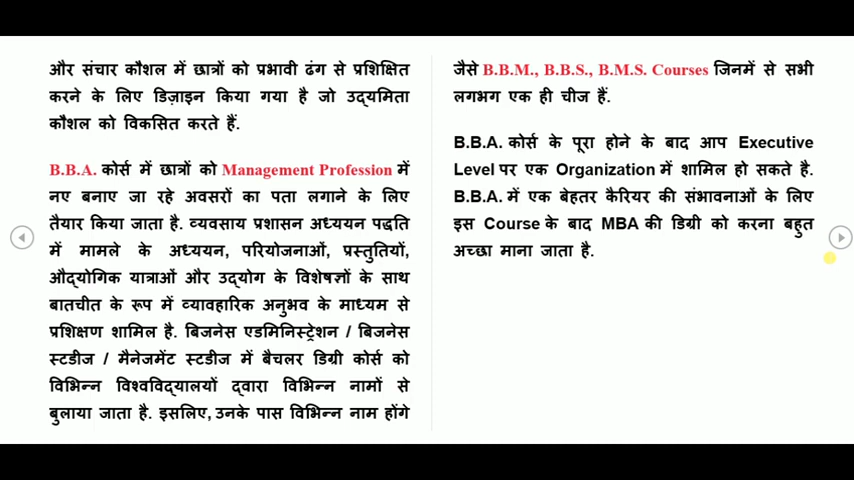 और संचार कौशल में छात्रों को प्रभावी ढंग से प्रशिक्षित
करने के लिए डिज़ाइन किया गया है जो उद्यमिता
कौशल को विकसित करते हैं.
B.B.A. कोर्स में छात्रों को Management Profession में
नए बनाए जा रहे अवसरों का पता लगाने के लिए
तैयार किया जाता है. व्यवसाय प्रशासन अध्ययन पद्धति
में मामले के अध्ययन, परियोजनाओं, प्रस्तुतियों,
औद्योगिक यात्राओं और उद्योग के विशेषज्ञों के साथ
बातचीत के रूप में व्यावहारिक अनुभव के माध्यम से
प्रशिक्षण शामिल है. बिजनेस एडमिनिस्ट्रेशन / बिजनेस
स्टडीज / मैनेजमेंट स्टडीज में बैचलर डिग्री कोर्स को
विभिन्न विश्वविद्यालयों द्वारा विभिन्न नामों से
बुलाया जाता है. इसलिए, उनके पास विभिन्न नाम होंगे
जैसे B.B.M., B.B.S., B.M.S. Courses जिनमें से सभी
लगभग एक ही चीज हैं.
B.B.A. कोर्स के पूरा होने के बाद आप Executive
Level पर एक Organization में शामिल हो सकते है.
B.B.A. में एक बेहतर कैरियर की संभावनाओं के लिए
इस Course के बाद MBA की डिग्री को करना बहुत
अच्छा माना जाता है.